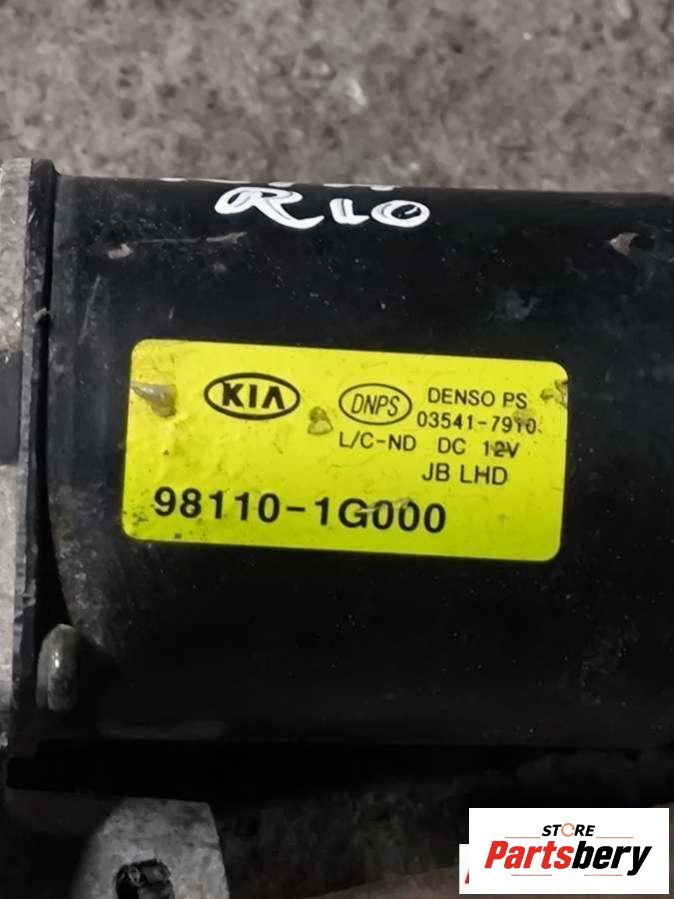 RIO
KIA
DNPS
DENSO PS
03541-7910
L/C-ND DC 12V
JB LHD
98110-1G000
STORE
Partsbery